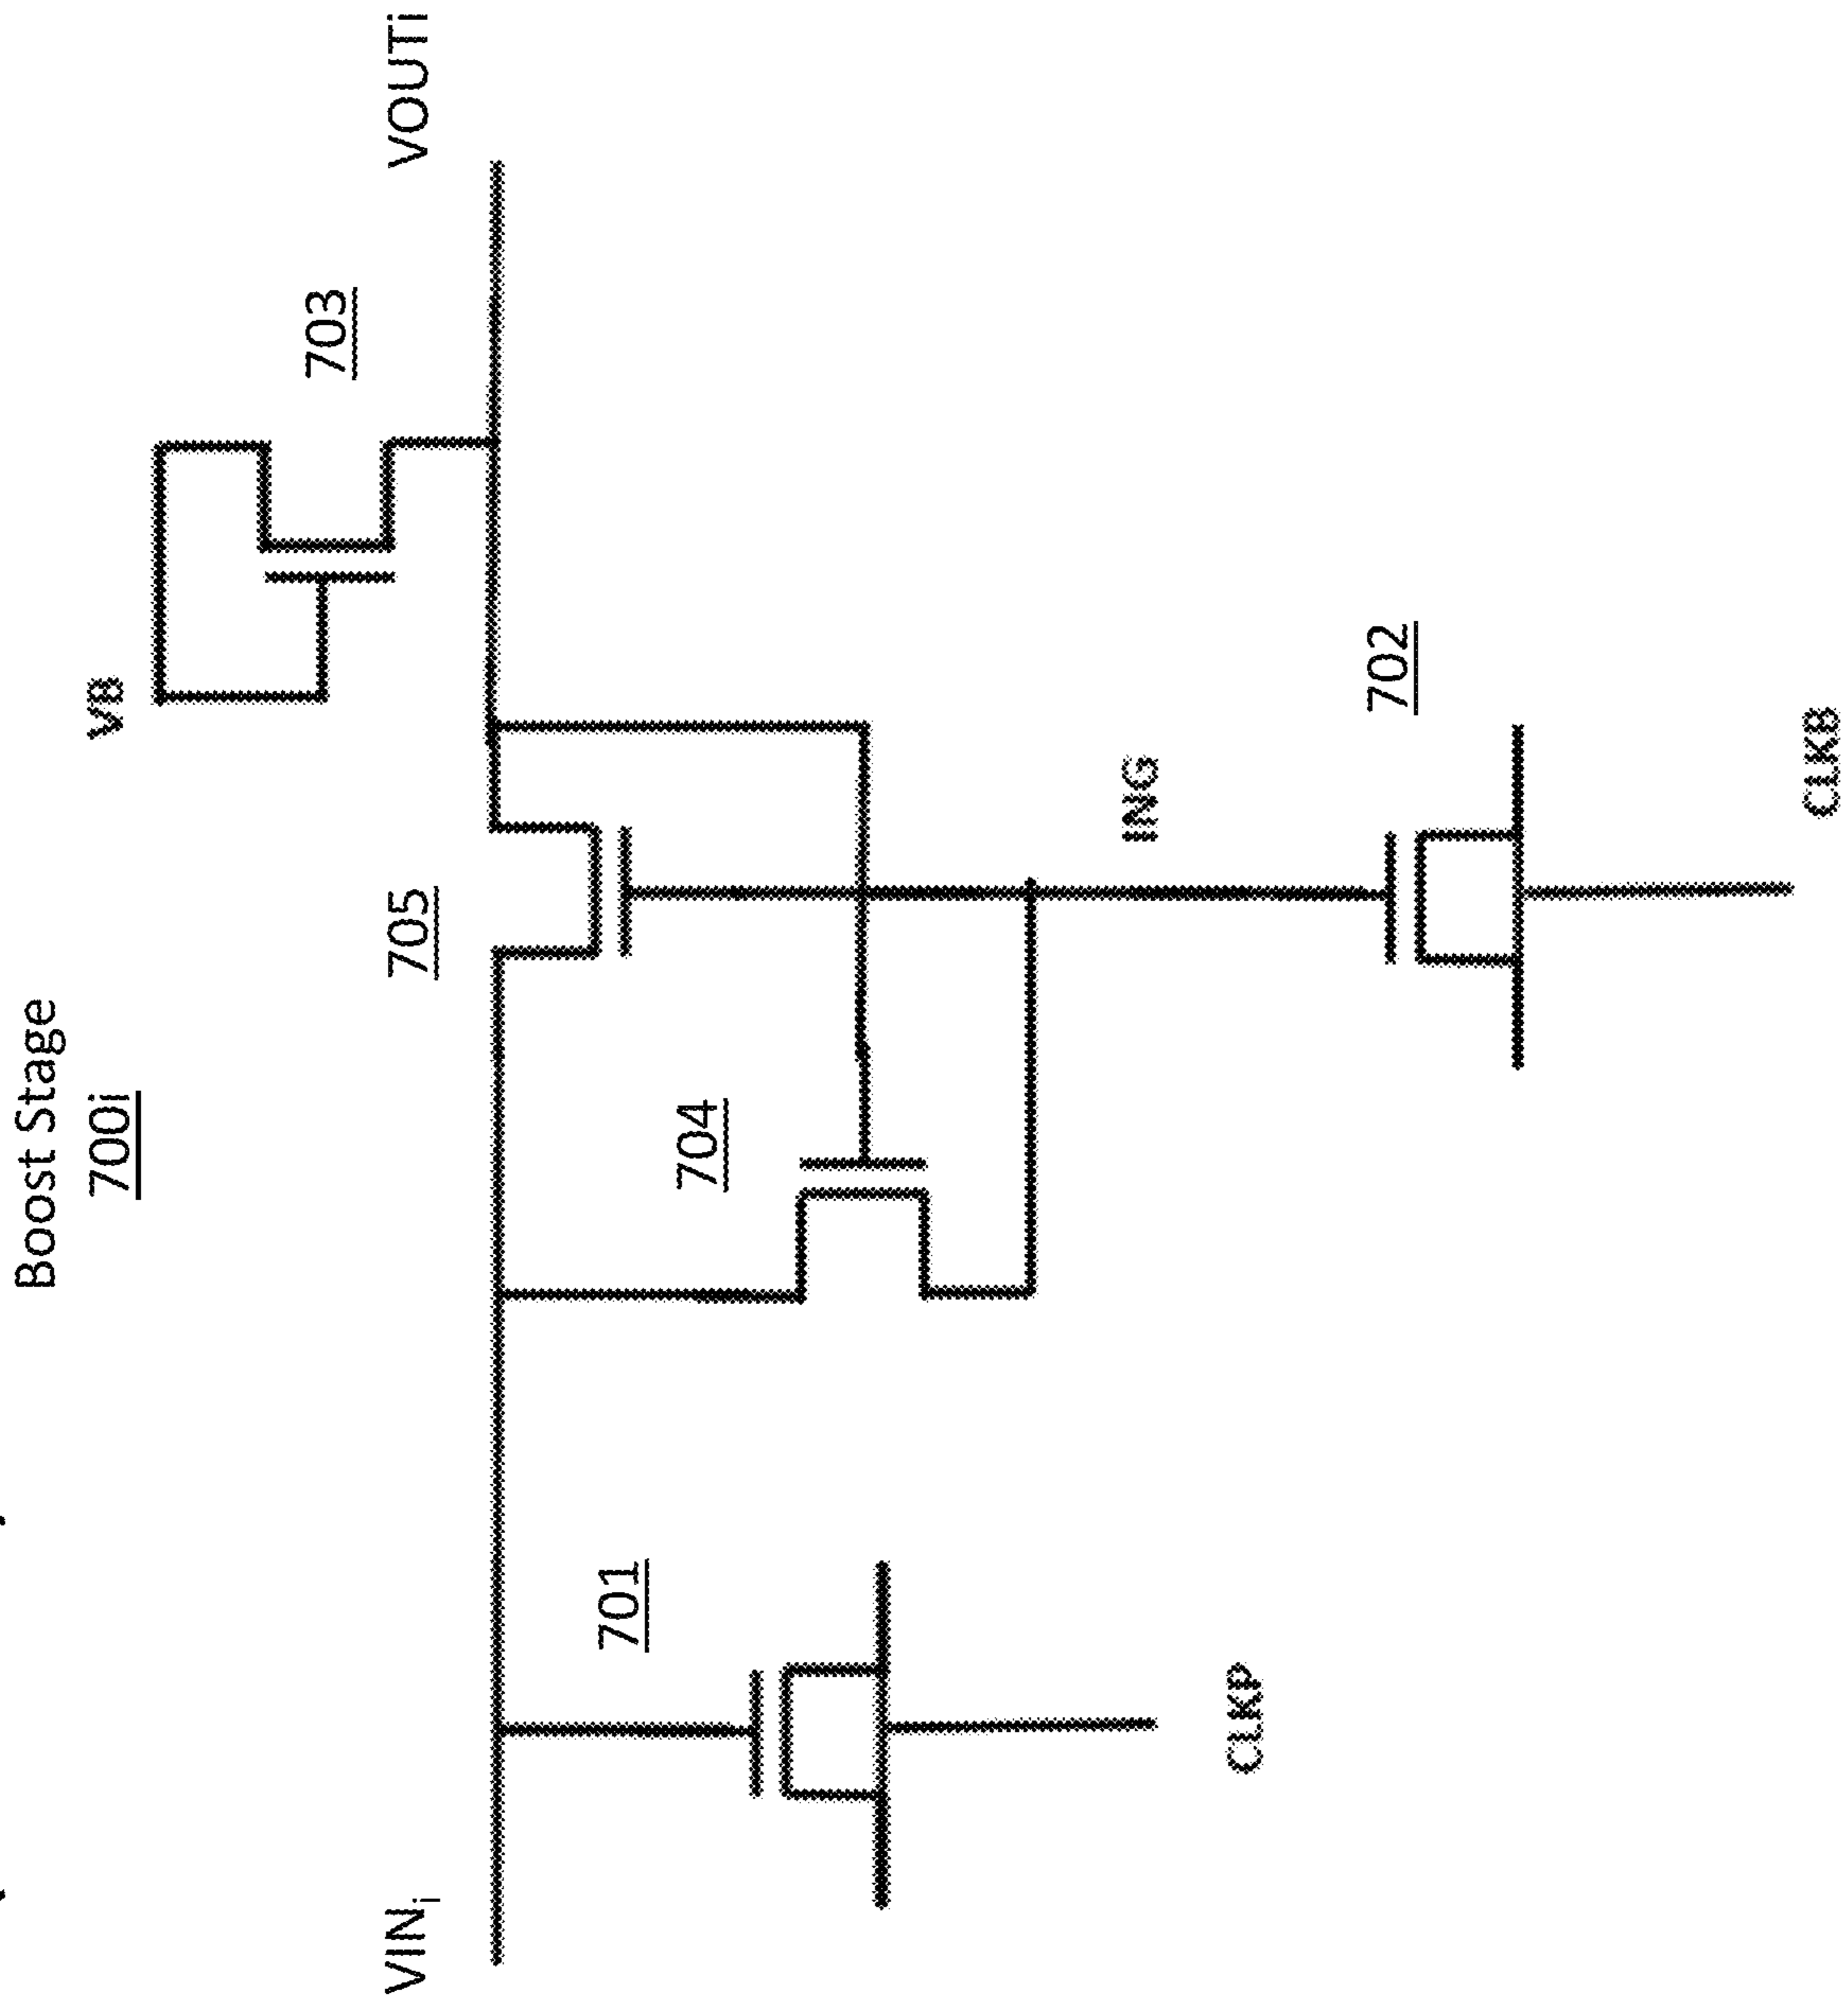 Boost Stage
700i
VB
703
VINi
705
VOUTi
701
704
ING
702
CLKP
CLKB